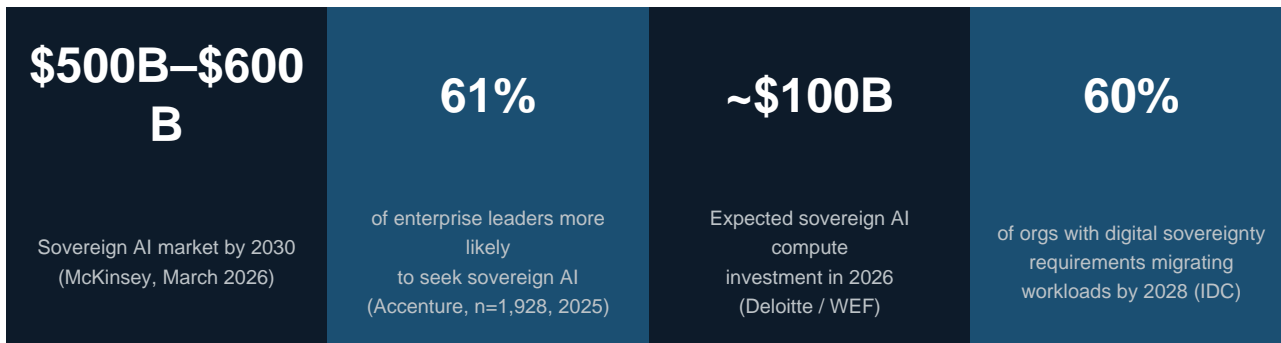 $500B–$600
B
Sovereign AI market by 2030
(McKinsey, March 2026)
61%
of enterprise leaders more
likely
to seek sovereign AI
(Accenture, n=1,928, 2025)
~$100B
Expected sovereign AI
compute
investment in 2026
(Deloitte / WEF)
60%
of orgs with digital sovereignty
requirements migrating
workloads by 2028 (IDC)